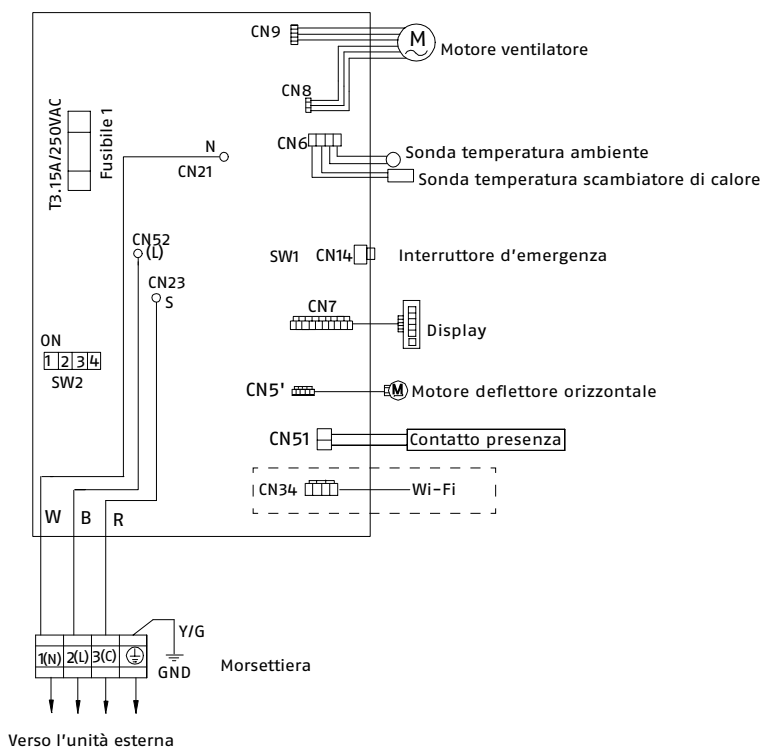 CN9
M
Motore ventilatore
CN8
T3.15A/250VAC
Fusibile 1
CN6
N
CN21
Sonda temperatura ambiente
Sonda temperatura scambiatore di calore
CN52
(L)
SW1 CN14
Interruttore d'emergenza
CN23
S
CN7
Display
ON
1 2 3 4
SW2
CN5'
M
Motore deflettore orizzontale
CN51
Contatto presenza
CN34
Wi-Fi
W B R
Y/G
1(N) 2(L) 3(C)
GND
Morsettiera
Verso l'unità esterna